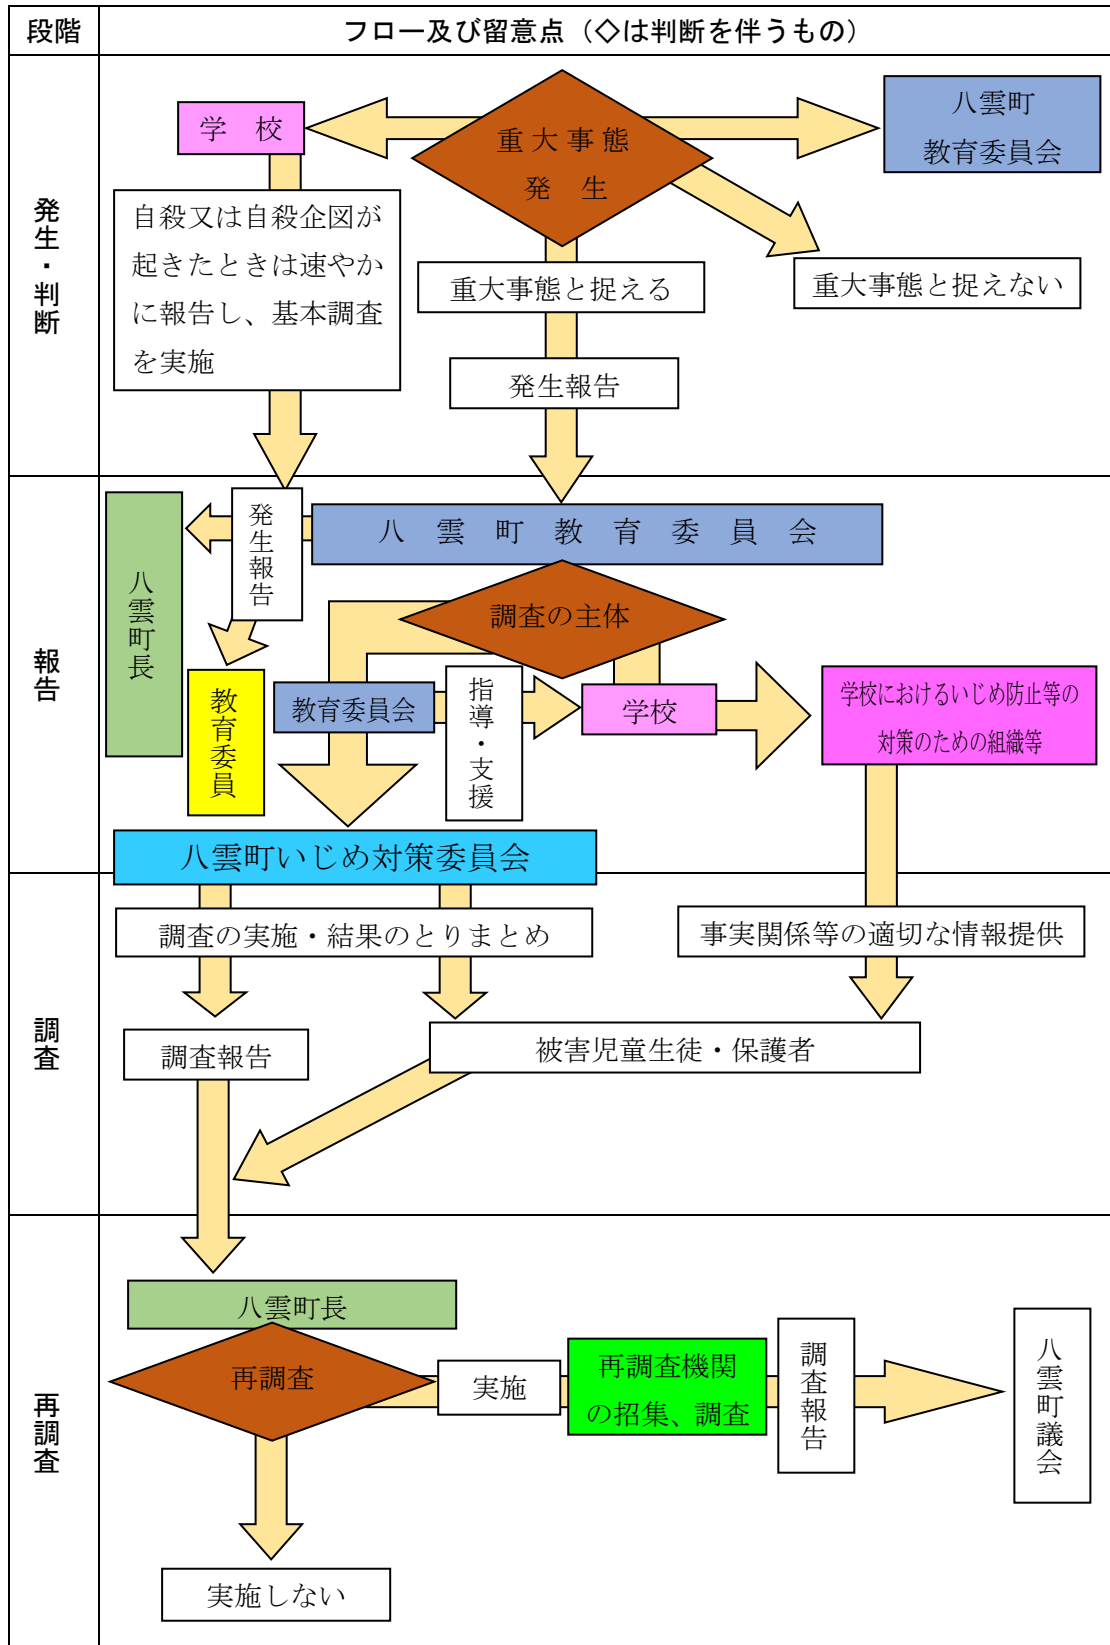 段階
フロー及び留意点（◇は判断を伴うもの）
発生・判断
学　校
重大事態
発　生
八雲町
教育委員会
自殺又は自殺企図が
起きたときは速やか
に報告し、基本調査
を実施
重大事態と捉える
重大事態と捉えない
発生報告
報告
八雲町長
発生報告
八雲町教育委員会
調査の主体
教育委員
教育委員会
指導・支援
学校
学校におけるいじめ防止等の
対策のための組織等
八雲町いじめ対策委員会
調査
調査の実施・結果のとりまとめ
事実関係等の適切な情報提供
調査報告
被害児童生徒・保護者
再調査
八雲町長
再調査
実施
再調査機関
の招集、調査
調査報告
八雲町議会
実施しない